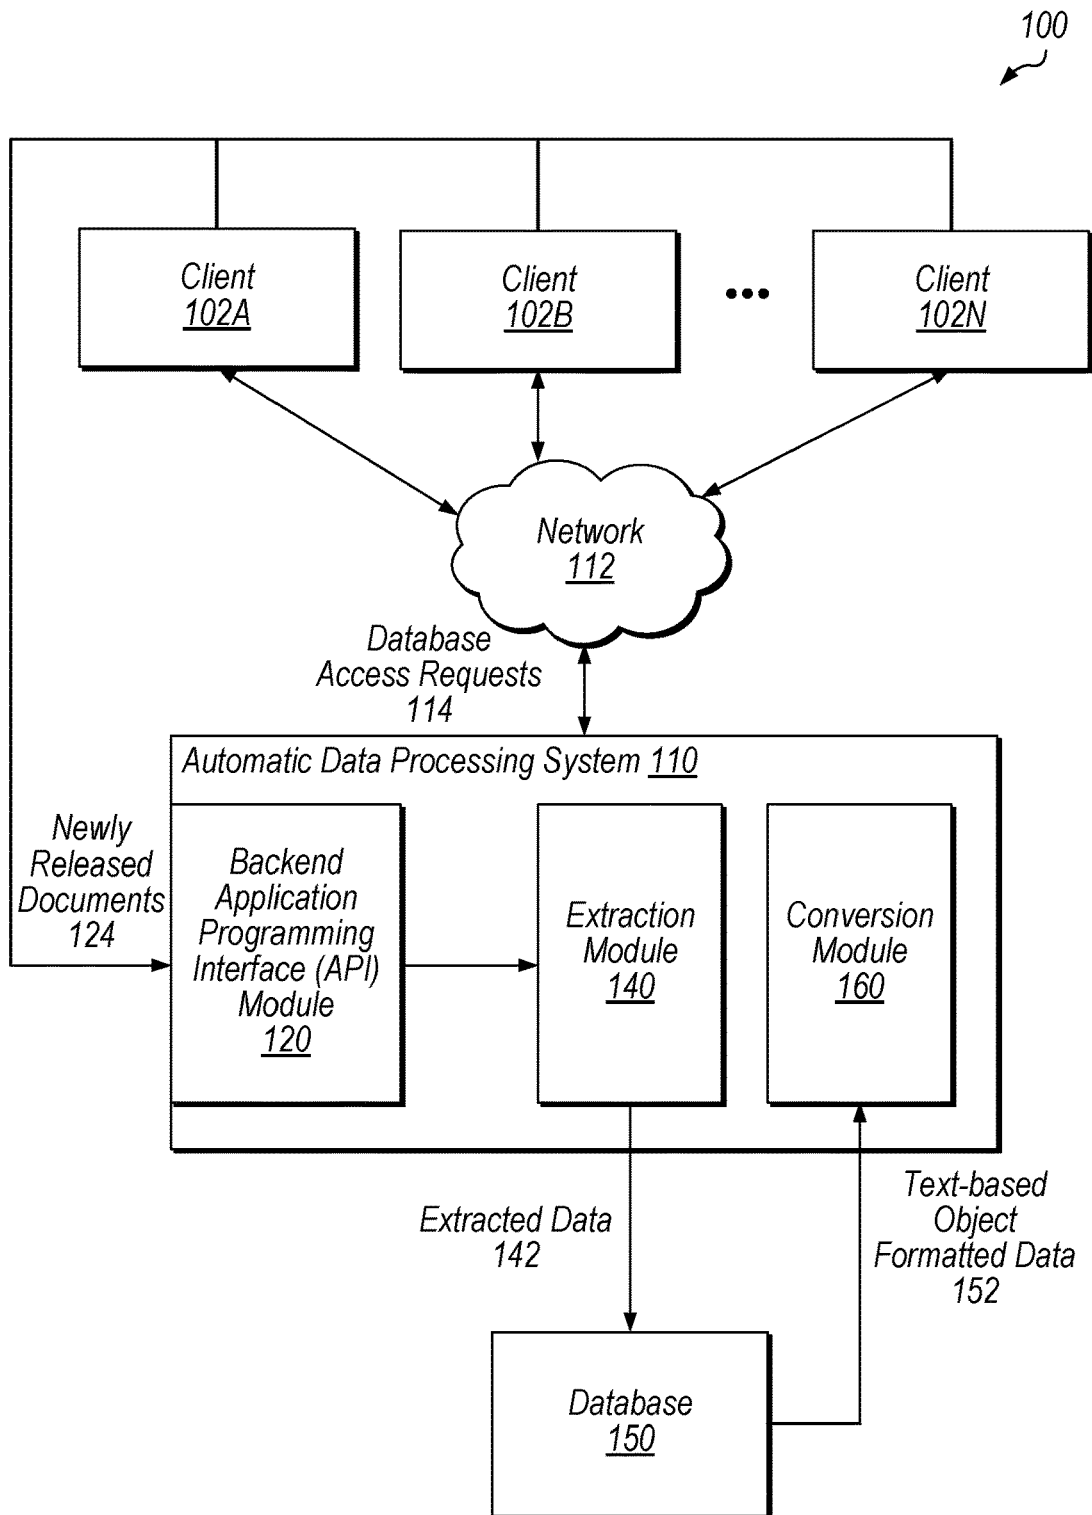 100
Client
102A
Client
102B
Client
102N
Network
112
Database
Access Requests
114
Automatic Data Processing System 110
Newly
Released
Documents
124
Backend
Application
Programming
Interface (API)
Module
120
Extraction
Module
140
Conversion
Module
160
Extracted Data
142
Text-based
Object
Formatted Data
152
Database
150